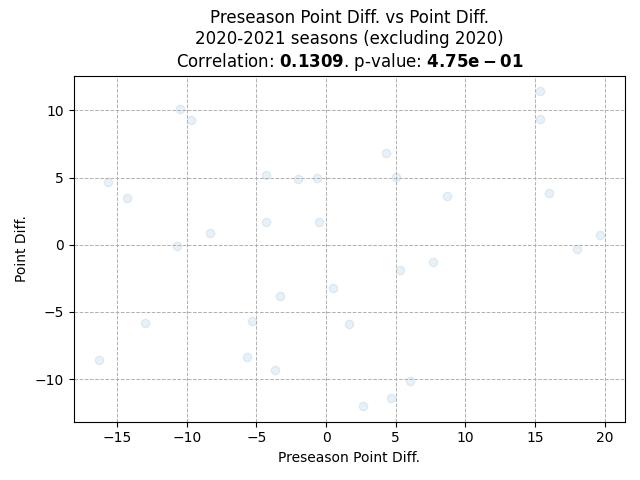 Preseason Point Diff. vs Point Diff.
2020-2021 seasons (excluding 2020)
Correlation: 0.1309. p-value: 4.75e − 01
10
5
0
−5
−10
Point Diff.
−15
−10
−5
0
5
10
15
20
Preseason Point Diff.